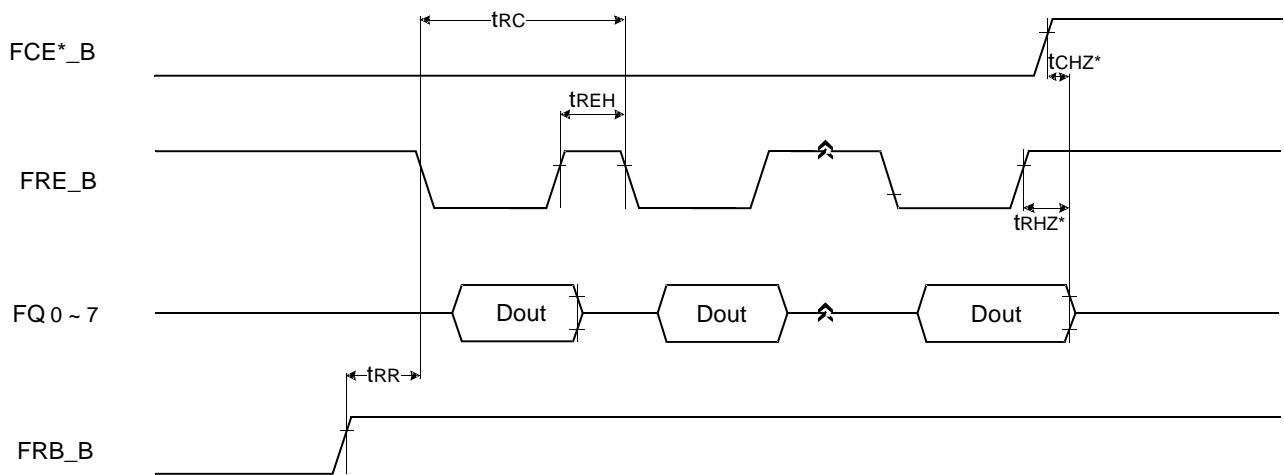 tRC
FCE*_B
tCHZ*
tREH
FRE_B
tRHZ*
FQ 0 ~ 7
Dout
Dout
Dout
tRR
FRB_B